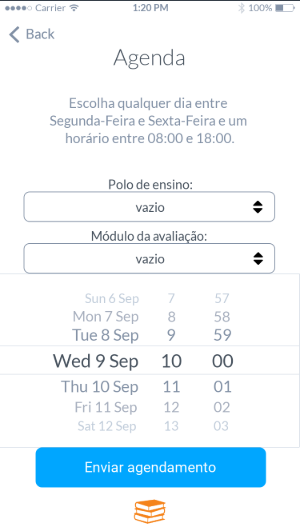 Carrier 1:20 PM 100%
Back
Agenda
Escolha qualquer dia entre
Segunda-Feira e Sexta-Feira e um
horário entre 08:00 e 18:00.
Polo de ensino:
vazio
Módulo da avaliação:
vazio
Sun 6 Sep 7 57
Mon 7 Sep 8 58
Tue 8 Sep 9 59
Wed 9 Sep 10 00
Thu 10 Sep 11 01
Fri 11 Sep 12 02
Sat 12 Sep 13 03
Enviar agendamento